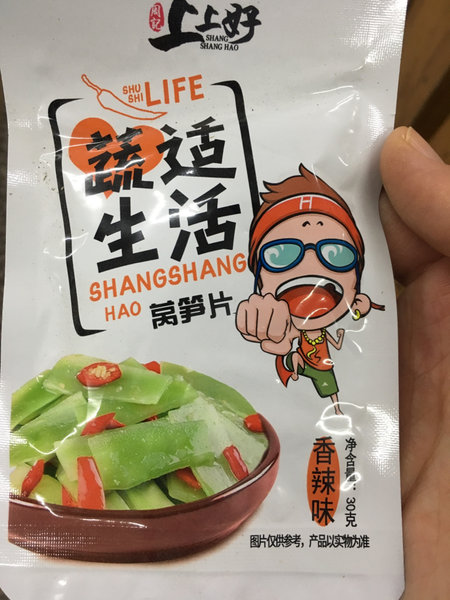 周記
上上好
SHANG
SHANG HAO
SHU
SHI
LIFE
蔬适
生活
SHANGSHANG
HAO
莴笋片
H
香辣味
净含量：30克
图片仅供参考，产品以实物为准